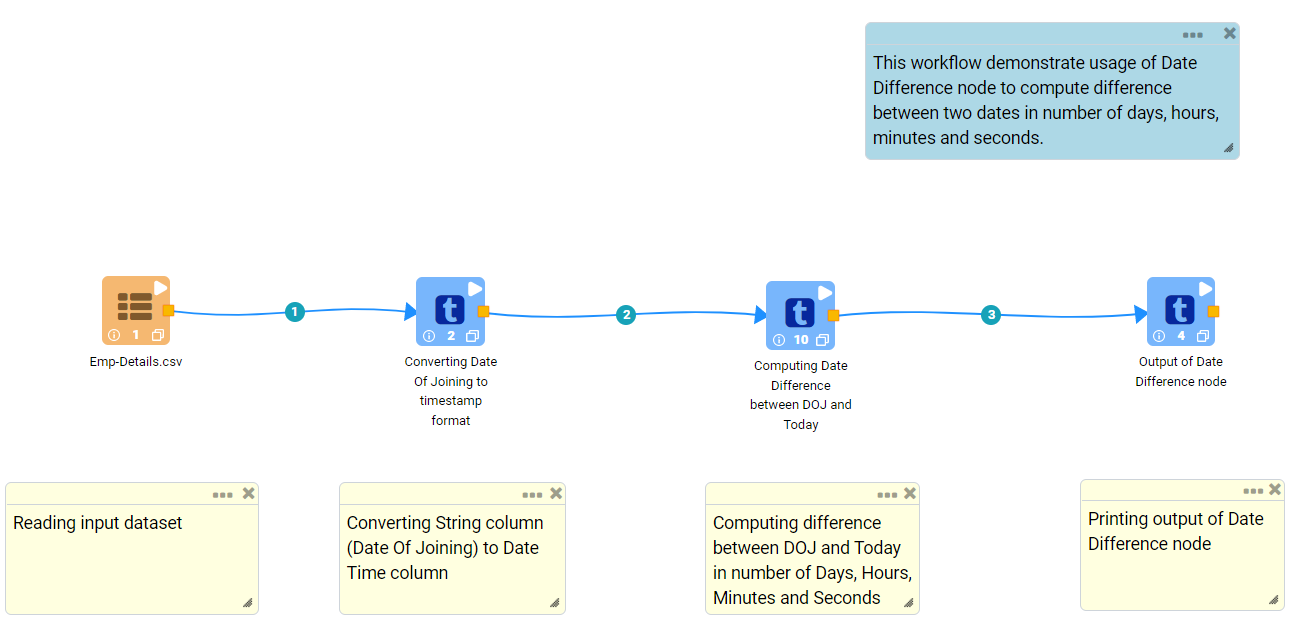 This workflow demonstrate usage of Date
Difference node to compute difference
between two dates in number of days, hours,
minutes and seconds.
1
2
3
t
t
t
1
2
10
4
Emp-Details.csv
Converting Date
Of Joining to
timestamp
format
Computing Date
Difference
between DOJ and
Today
Output of Date
Difference node
Reading input dataset
Converting String column
(Date Of Joining) to Date
Time column
Computing difference
between DOJ and Today
in number of Days, Hours,
Minutes and Seconds
Printing output of Date
Difference node